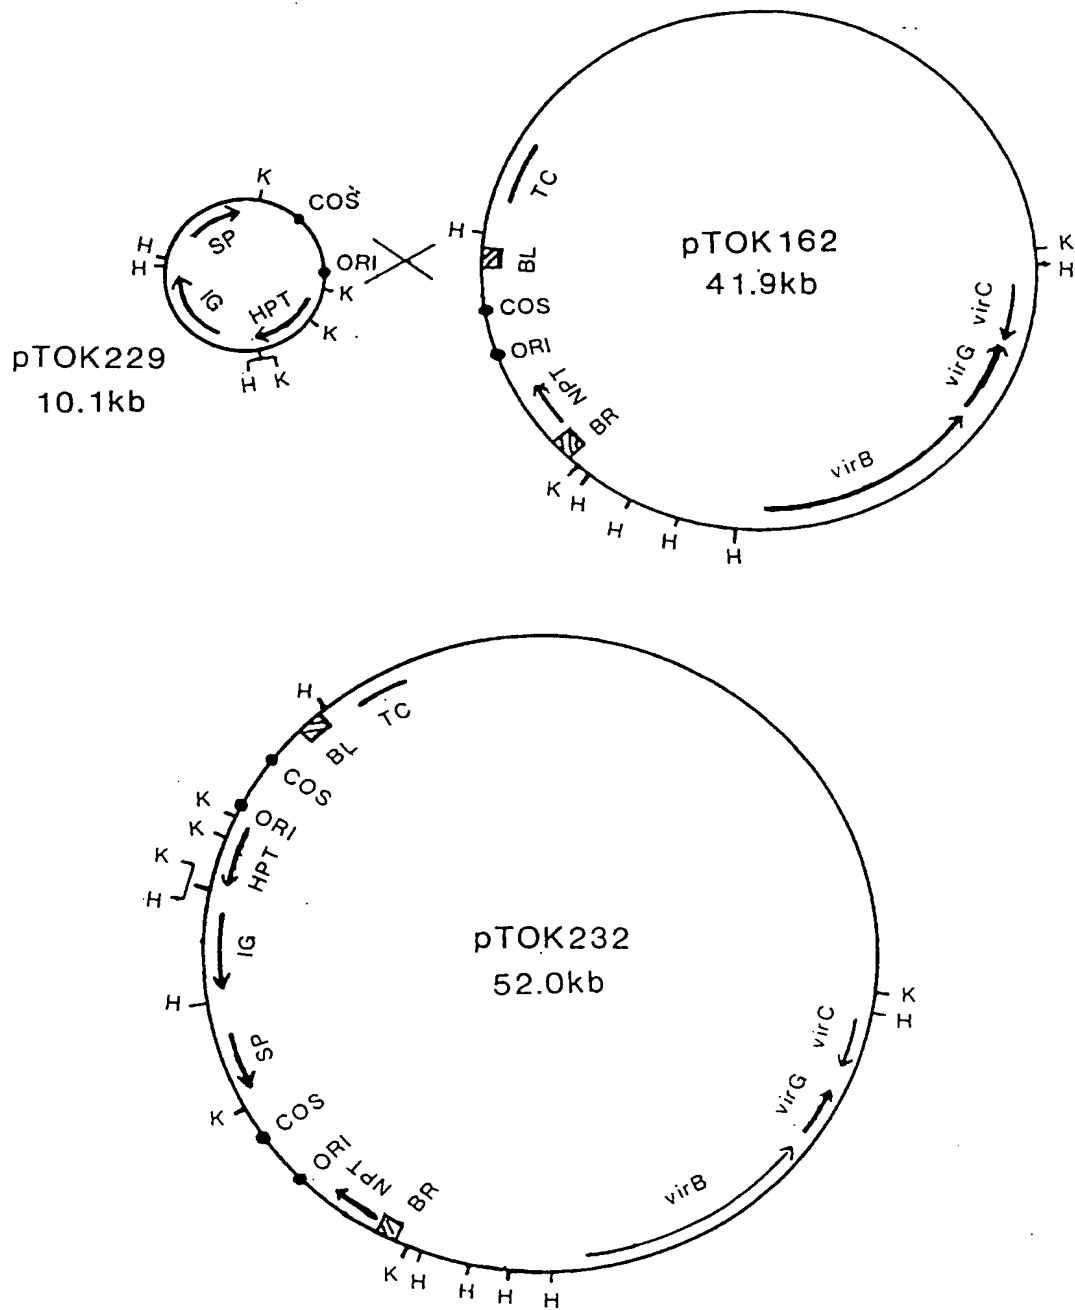 K
COS
ORI
K
K
K
H
H
H
SP
IG
HPT
pTOK229
10.1kb
TC
H
BL
COS
ORI
NPT
BR
K
H
H
H
H
pTOK162
41.9kb
K
H
virC
virG
virB
H
TC
BL
COS
K
ORI
K
HPT
K
H
IG
H
SP
K
COS
ORI
NPT
BR
K
H
H
H
H
pTOK232
52.0kb
K
H
virC
virG
virB